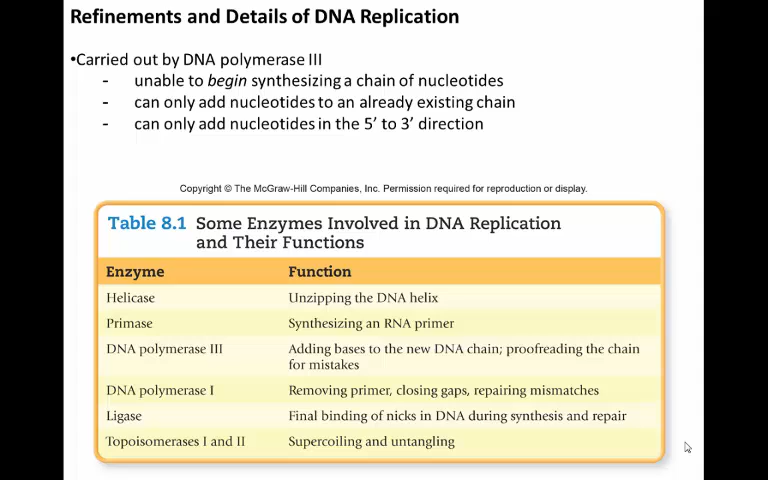 Refinements and Details of DNA Replication
•Carried out by DNA polymerase III
- unable to begin synthesizing a chain of nucleotides
- can only add nucleotides to an already existing chain
- can only add nucleotides in the 5’ to 3’ direction
Copyright © The McGraw-Hill Companies, Inc. Permission required for reproduction or display.
Table 8.1 Some Enzymes Involved in DNA Replication
and Their Functions
Enzyme Function
Helicase Unzipping the DNA helix
Primase Synthesizing an RNA primer
DNA polymerase III Adding bases to the new DNA chain; proofreading the chain
for mistakes
DNA polymerase I Removing primer, closing gaps, repairing mismatches
Ligase Final binding of nicks in DNA during synthesis and repair
Topoisomerases I and II Supercoiling and untangling